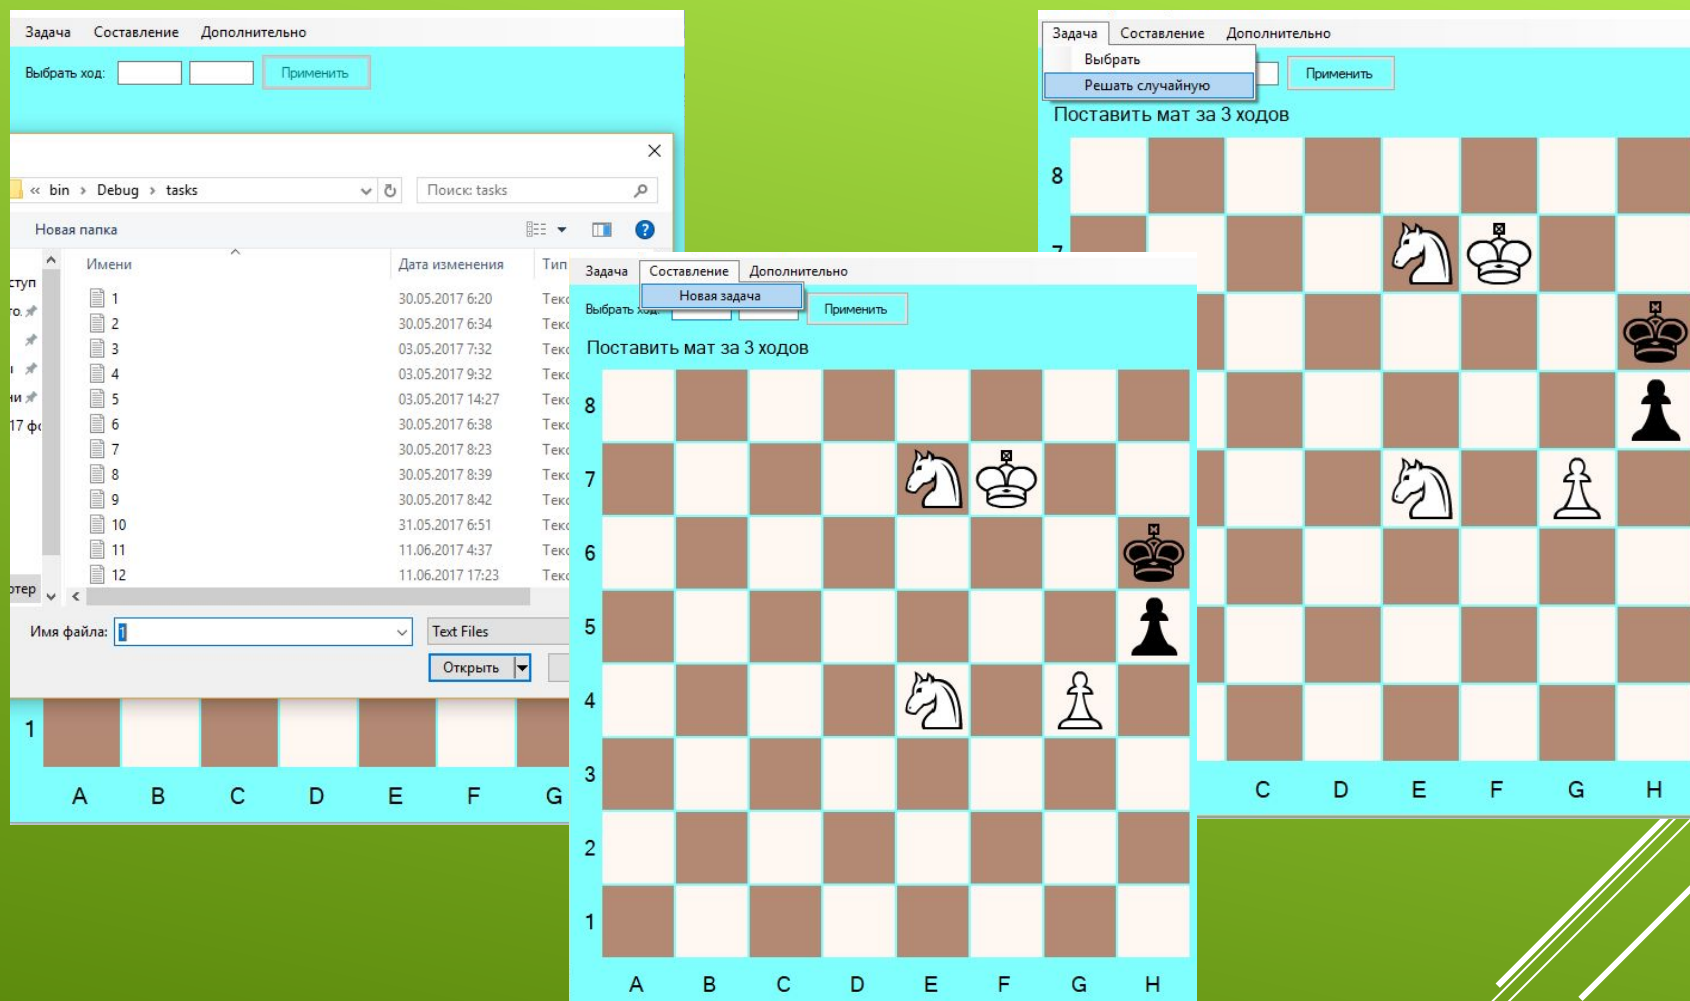 Задача Составление Дополнительно
Выбрать ход: Применить
« bin > Debug > tasks
Поиск: tasks
Новая папка
Имени Дата изменения Тип
1 30.05.2017 6:20
2 30.05.2017 6:34
3 03.05.2017 7:32
4 03.05.2017 9:32
5 03.05.2017 14:27
6 30.05.2017 6:38
7 30.05.2017 8:23
8 30.05.2017 8:39
9 30.05.2017 8:42
10 31.05.2017 6:51
11 11.06.2017 4:37
12 11.06.2017 17:23
Имя файла: 1 Text Files
Открыть
1
A B C D E F G
Задача Составление Дополнительно
Новая задача
Выбрать Применить
Поставить мат за 3 ходов
8
7
6
5
4
3
2
1
A B C D E F G H
Задача Составление Дополнительно
Выбрать
Решать случайную
Применить
Поставить мат за 3 ходов
8
C D E F G H